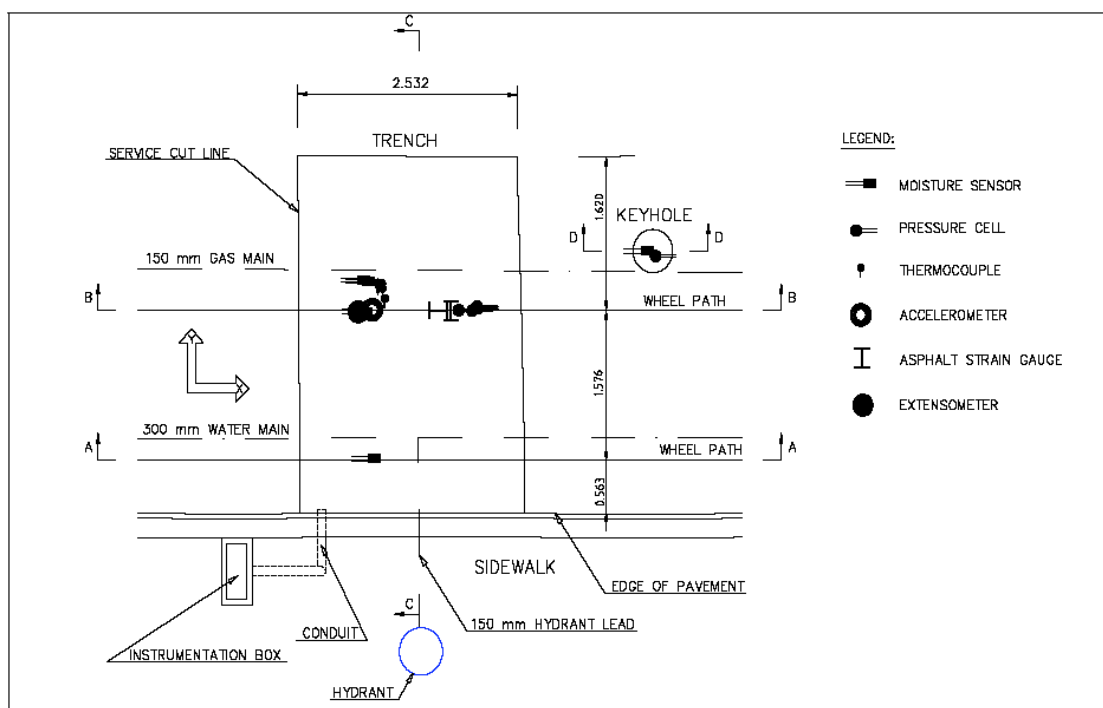 C
2.532
TRENCH
SERVICE CUT LINE
LEGEND:
MOISTURE SENSOR
1.620
KEYHOLE
D
D
PRESSURE CELL
150 mm GAS MAIN
THERMOCOUPLE
B
WHEEL PATH
B
ACCELEROMETER
Y
ASPHALT STRAIN GAUGE
X
1.576
EXTENSOMETER
300 mm WATER MAIN
A
WHEEL PATH
A
0.563
SIDEWALK
EDGE OF PAVEMENT
C
CONDUIT
150 mm HYDRANT LEAD
INSTRUMENTATION BOX
HYDRANT